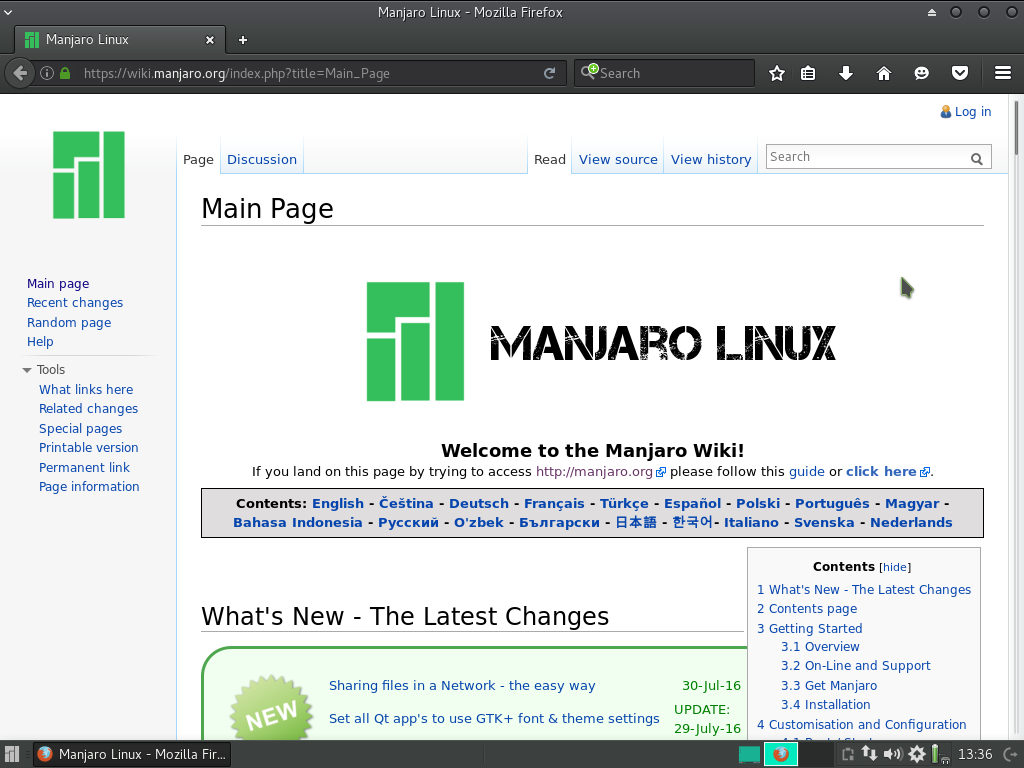 Manjaro Linux - Mozilla Firefox
Manjaro Linux
https://wiki.manjaro.org/index.php?title=Main_Page
Search
Log in
Page
Discussion
Read
View source
View history
Search
Main Page
MANJARO LINUX
Main page
Recent changes
Random page
Help
Tools
What links here
Related changes
Special pages
Printable version
Permanent link
Page information
Welcome to the Manjaro Wiki!
If you land on this page by trying to access http://manjaro.org please follow this guide or click here.
Contents: English - Čeština - Deutsch - Français - Türkçe - Español - Polski - Português - Magyar -
Bahasa Indonesia - Русский - O'zbek - Български - 日本語 - 한국어- Italiano - Svenska - Nederlands
Contents [hide]
1 What's New - The Latest Changes
2 Contents page
3 Getting Started
3.1 Overview
3.2 On-Line and Support
3.3 Get Manjaro
3.4 Installation
4 Customisation and Configuration
What's New - The Latest Changes
NEW
Sharing files in a Network - the easy way 30-Jul-16
Set all Qt app's to use GTK+ font & theme settings UPDATE:
29-July-16
Manjaro Linux - Mozilla Fir...
13:36